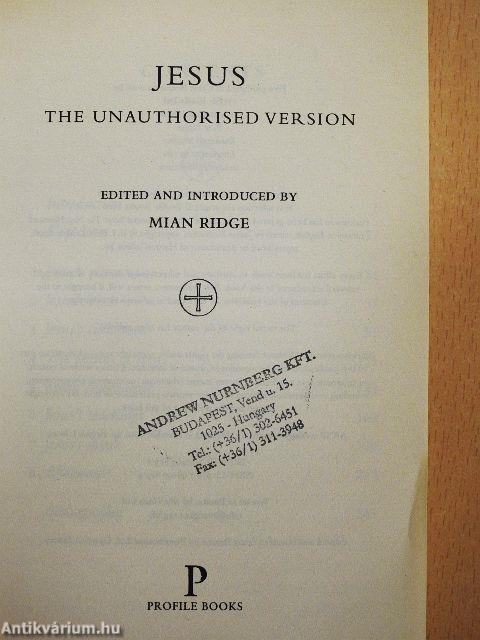 JESUS
THE UNAUTHORISED VERSION
EDITED AND INTRODUCED BY
MIAN RIDGE
ANDREW NURNBERG KFT.
BUDAPEST, Vend u. 15.
1025 - Hungary
Tel.: (+36/1) 302-6451
Fax: (+36/1) 311-3948
P
PROFILE BOOKS
Antikvárium.hu